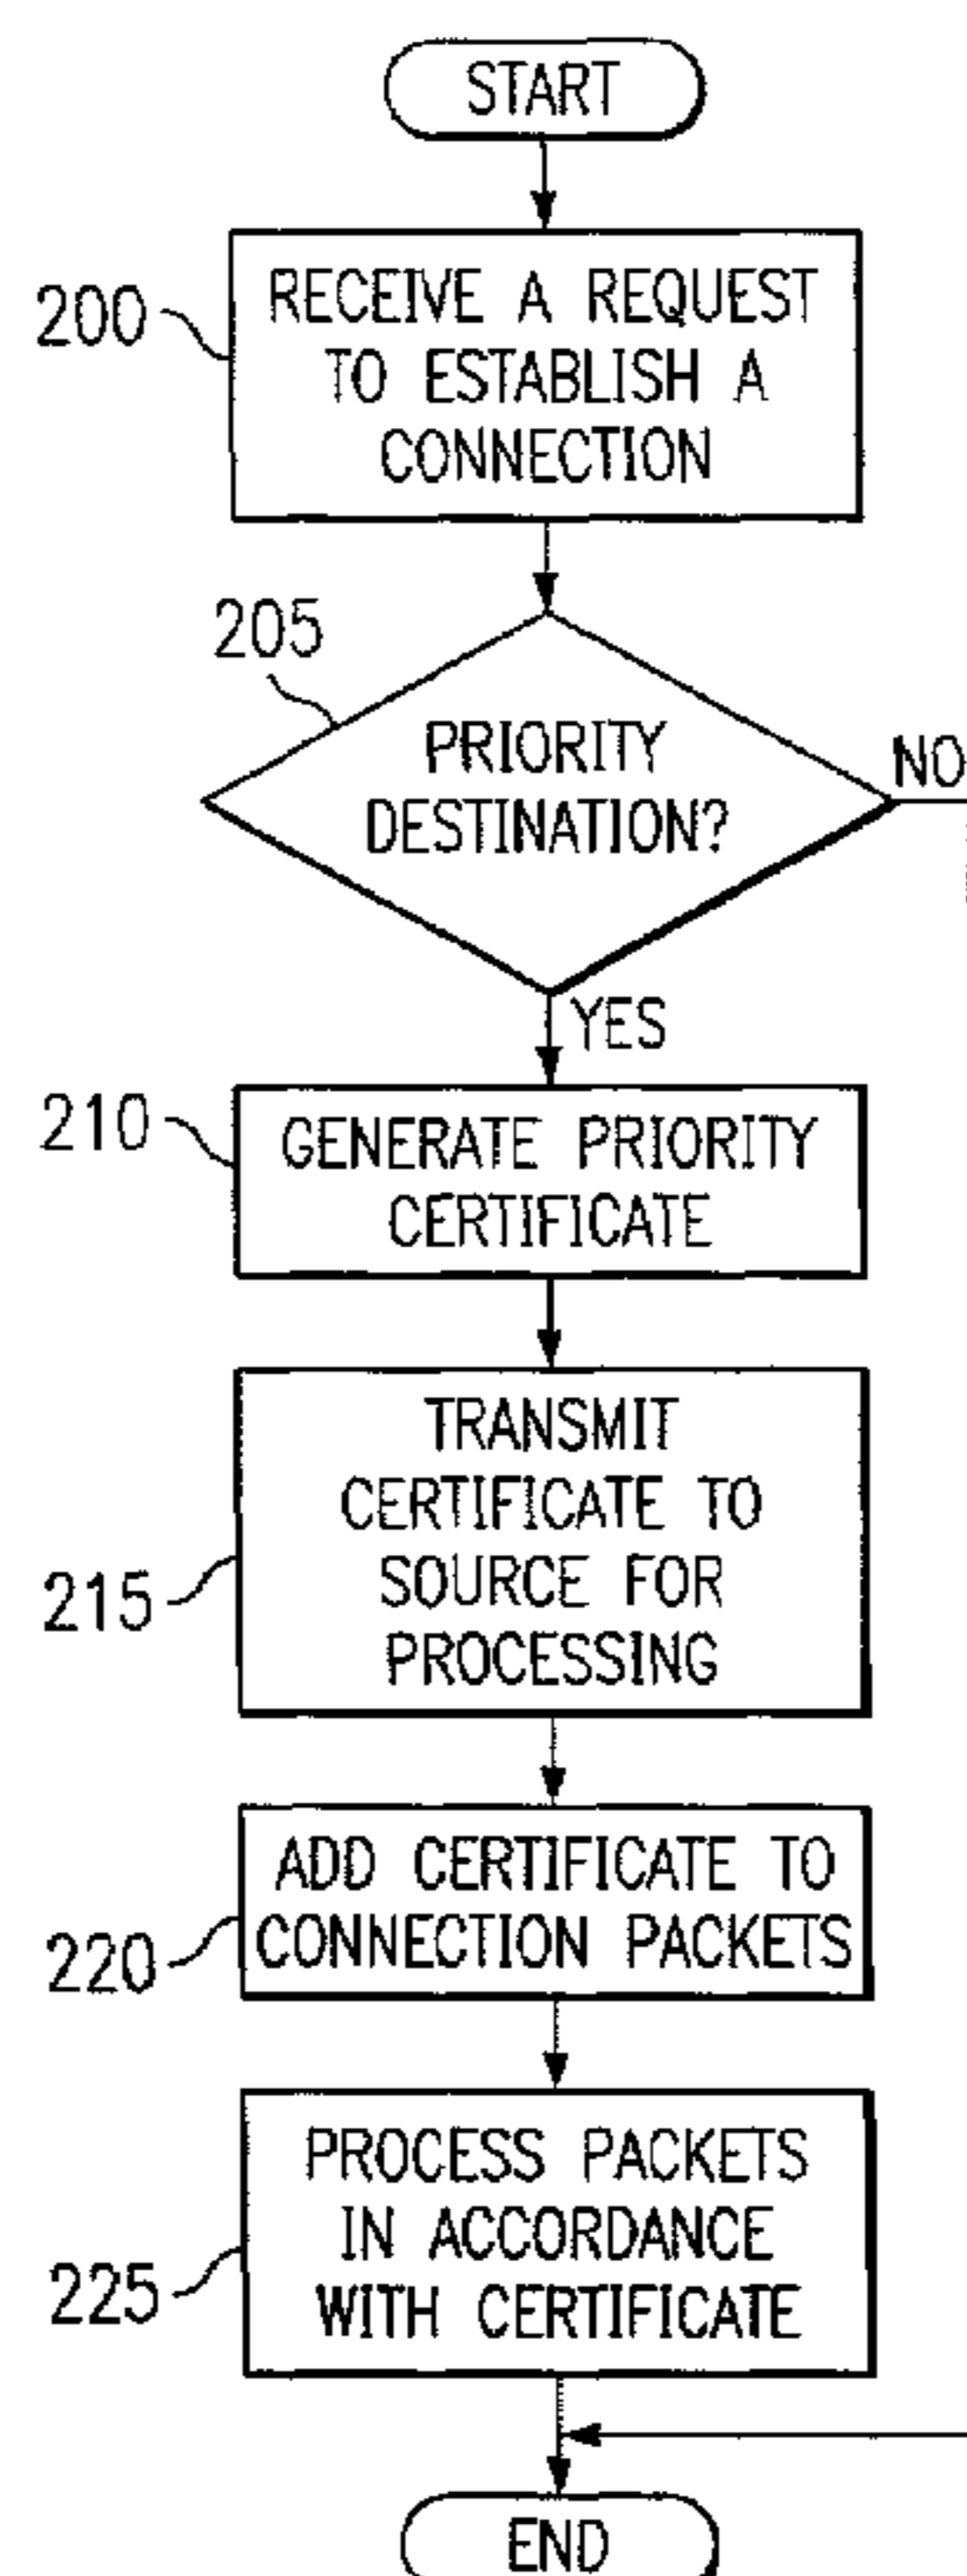 START
200
RECEIVE A REQUEST
TO ESTABLISH A
CONNECTION
205
PRIORITY
DESTINATION?
NO
YES
210
GENERATE PRIORITY
CERTIFICATE
TRANSMIT
CERTIFICATE TO
SOURCE FOR
PROCESSING
215
ADD CERTIFICATE TO
CONNECTION PACKETS
220
PROCESS PACKETS
IN ACCORDANCE
WITH CERTIFICATE
225
END